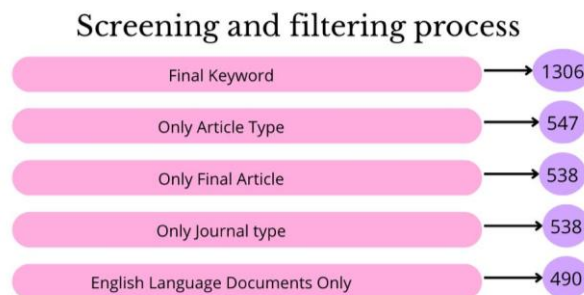 Screening and filtering process
Final Keyword 1306
Only Article Type 547
Only Final Article 538
Only Journal type 538
English Language Documents Only 490